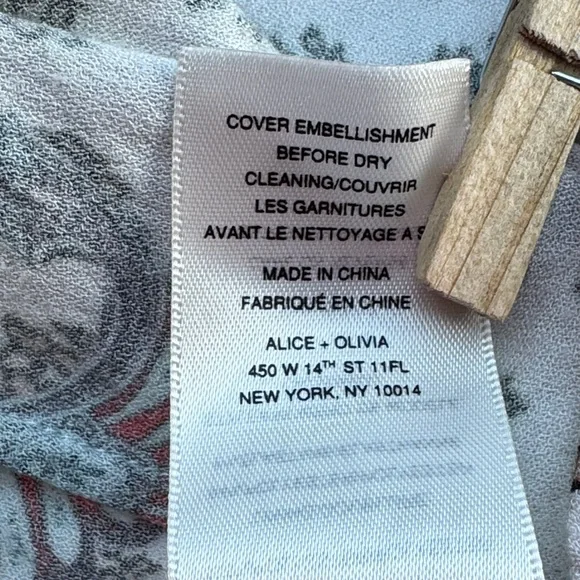 COVER EMBELLISHMENT
BEFORE DRY
CLEANING/COUVRIR
LES GARNITURES
AVANT LE NETTOYAGE A
MADE IN CHINA
FABRIQUÉ EN CHINE
ALICE + OLIVIA
450 W 14TH ST 11FL
NEW YORK, NY 10014